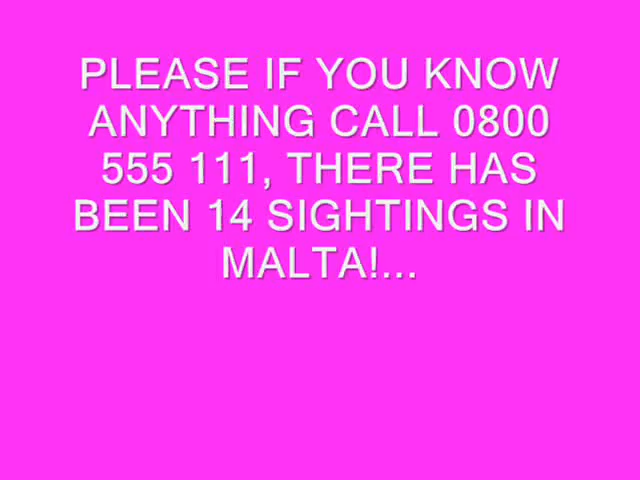 PLEASE IF YOU KNOW
ANYTHING CALL 0800
555 111, THERE HAS
BEEN 14 SIGHTINGS IN
MALTA!...